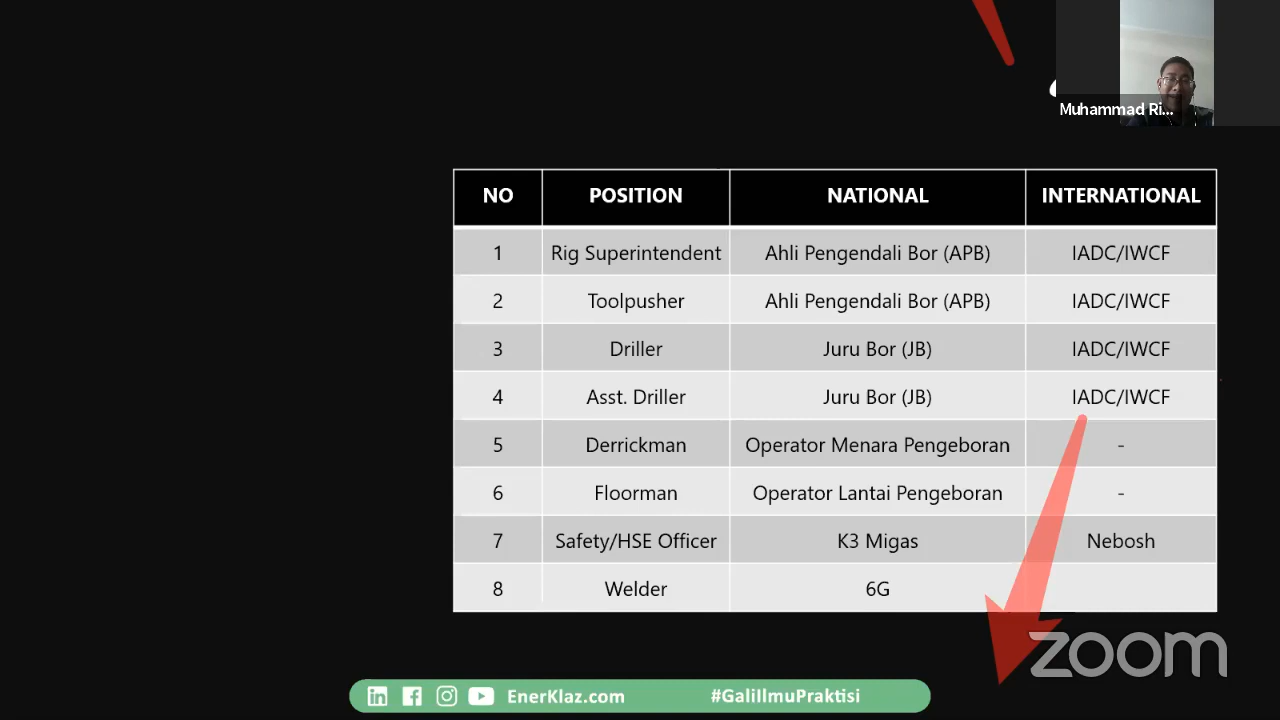 Muhammad Ri...
NO POSITION NATIONAL INTERNATIONAL
1 Rig Superintendent Ahli Pengendali Bor (APB) IADC/IWCF
2 Toolpusher Ahli Pengendali Bor (APB) IADC/IWCF
3 Driller Juru Bor (JB) IADC/IWCF
4 Asst. Driller Juru Bor (JB) IADC/IWCF
5 Derrickman Operator Menara Pengeboran -
6 Floorman Operator Lantai Pengeboran -
7 Safety/HSE Officer K3 Migas Nebosh
8 Welder 6G
zoom
EnerKlaz.com #GaliIlmuPraktisi